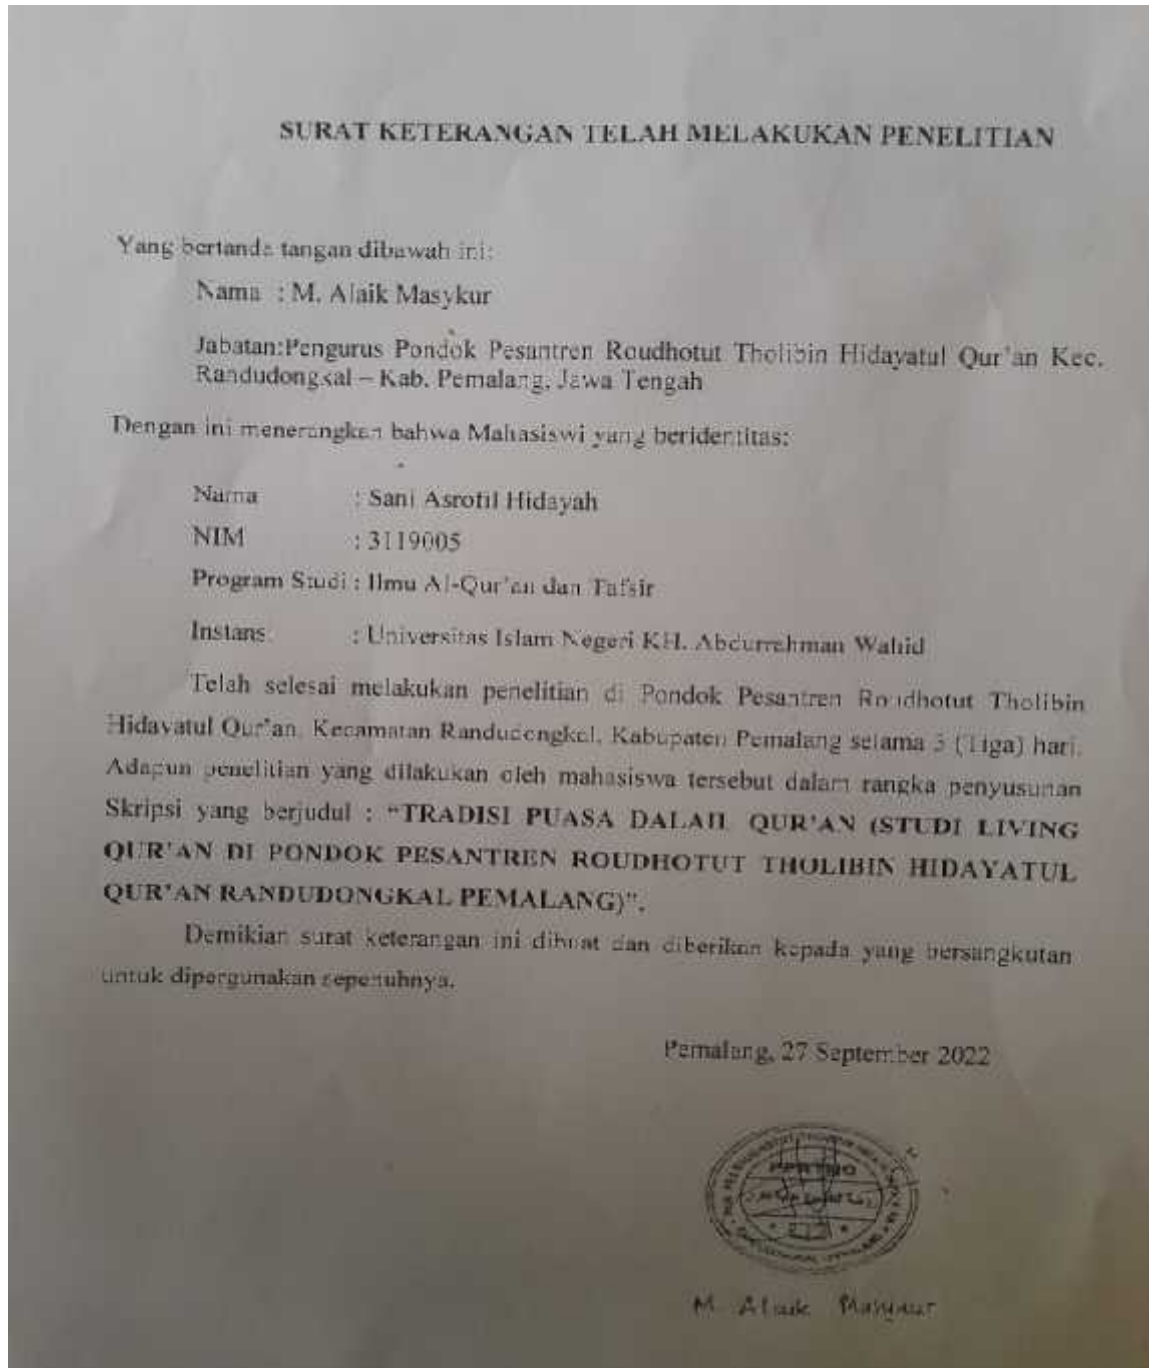 SURAT KETERANGAN TELAH MELAKUKAN PENELITIAN
Yang bertanda tangan dibawah ini:
Nama : M. Alaik Masykur
Jabatan:Pengurus Pondok Pesantren Roudhotut Tholibin Hidayatul Qur'an Kec.
Randudongkal – Kab. Pemalang, Jawa Tengah
Dengan ini menerangkan bahwa Mahasiswi yang beridentitas:
Nama : Sani Asrofil Hidayah
NIM : 3119005
Program Studi : Ilmu Al-Qur'an dan Tafsir
Instans : Universitas Islam Negeri KH. Abdurrahman Wahid
Telah selesai melakukan penelitian di Pondok Pesantren Roudhotut Tholibin
Hidayatul Qur'an, Kecamatan Randudongkal, Kabupaten Pemalang selama 3 (Tiga) hari.
Adapun penelitian yang dilakukan oleh mahasiswa tersebut dalam rangka penyusunan
Skripsi yang berjudul : "TRADISI PUASA DALAIL QUR'AN (STUDI LIVING
QUR'AN DI PONDOK PESANTREN ROUDHOTUT THOLIBIN HIDAYATUL
QUR'AN RANDUDONGKAL PEMALANG)".
Demikian surat keterangan ini dibuat dan diberikan kepada yang bersangkutan
untuk dipergunakan sepenuhnya.
Pemalang, 27 September 2022
M. Alaik